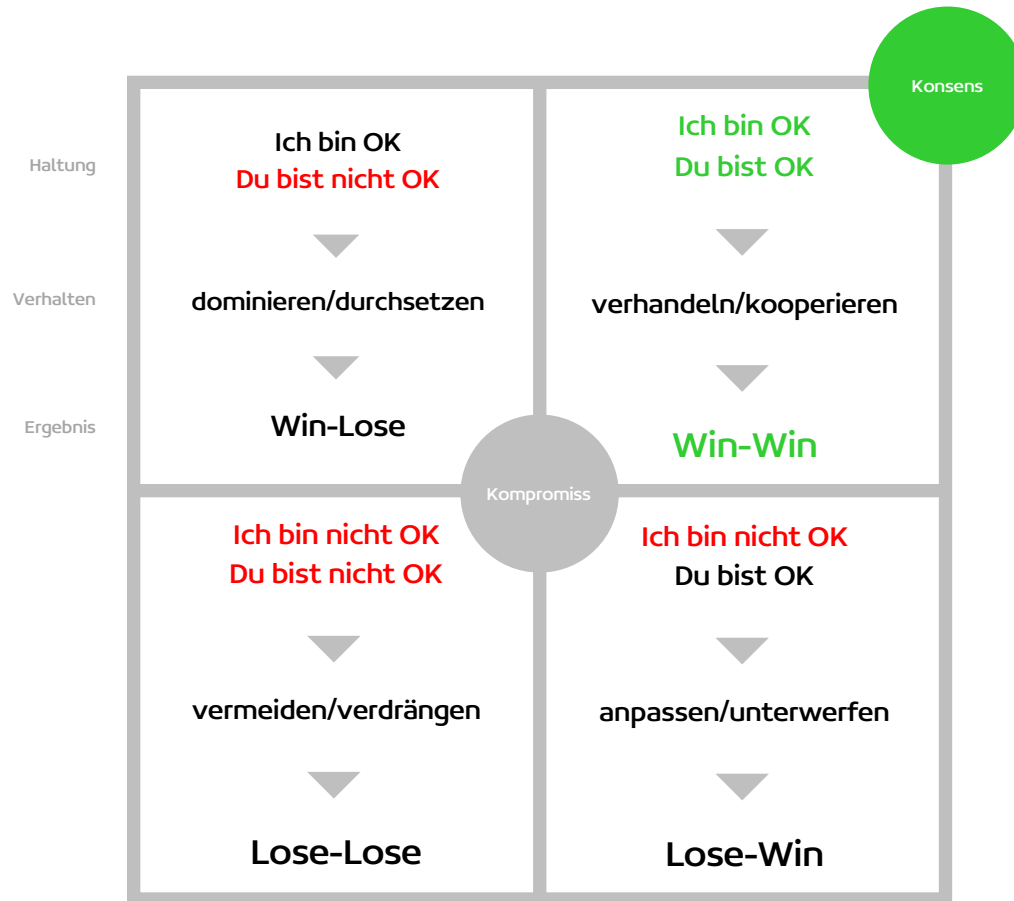 Konsens
Haltung
Ich bin OK
Du bist nicht OK
Ich bin OK
Du bist OK
Verhalten
dominieren/durchsetzen
verhandeln/kooperieren
Ergebnis
Win-Lose
Win-Win
Kompromiss
Ich bin nicht OK
Du bist nicht OK
Ich bin nicht OK
Du bist OK
vermeiden/verdrängen
anpassen/unterwerfen
Lose-Lose
Lose-Win